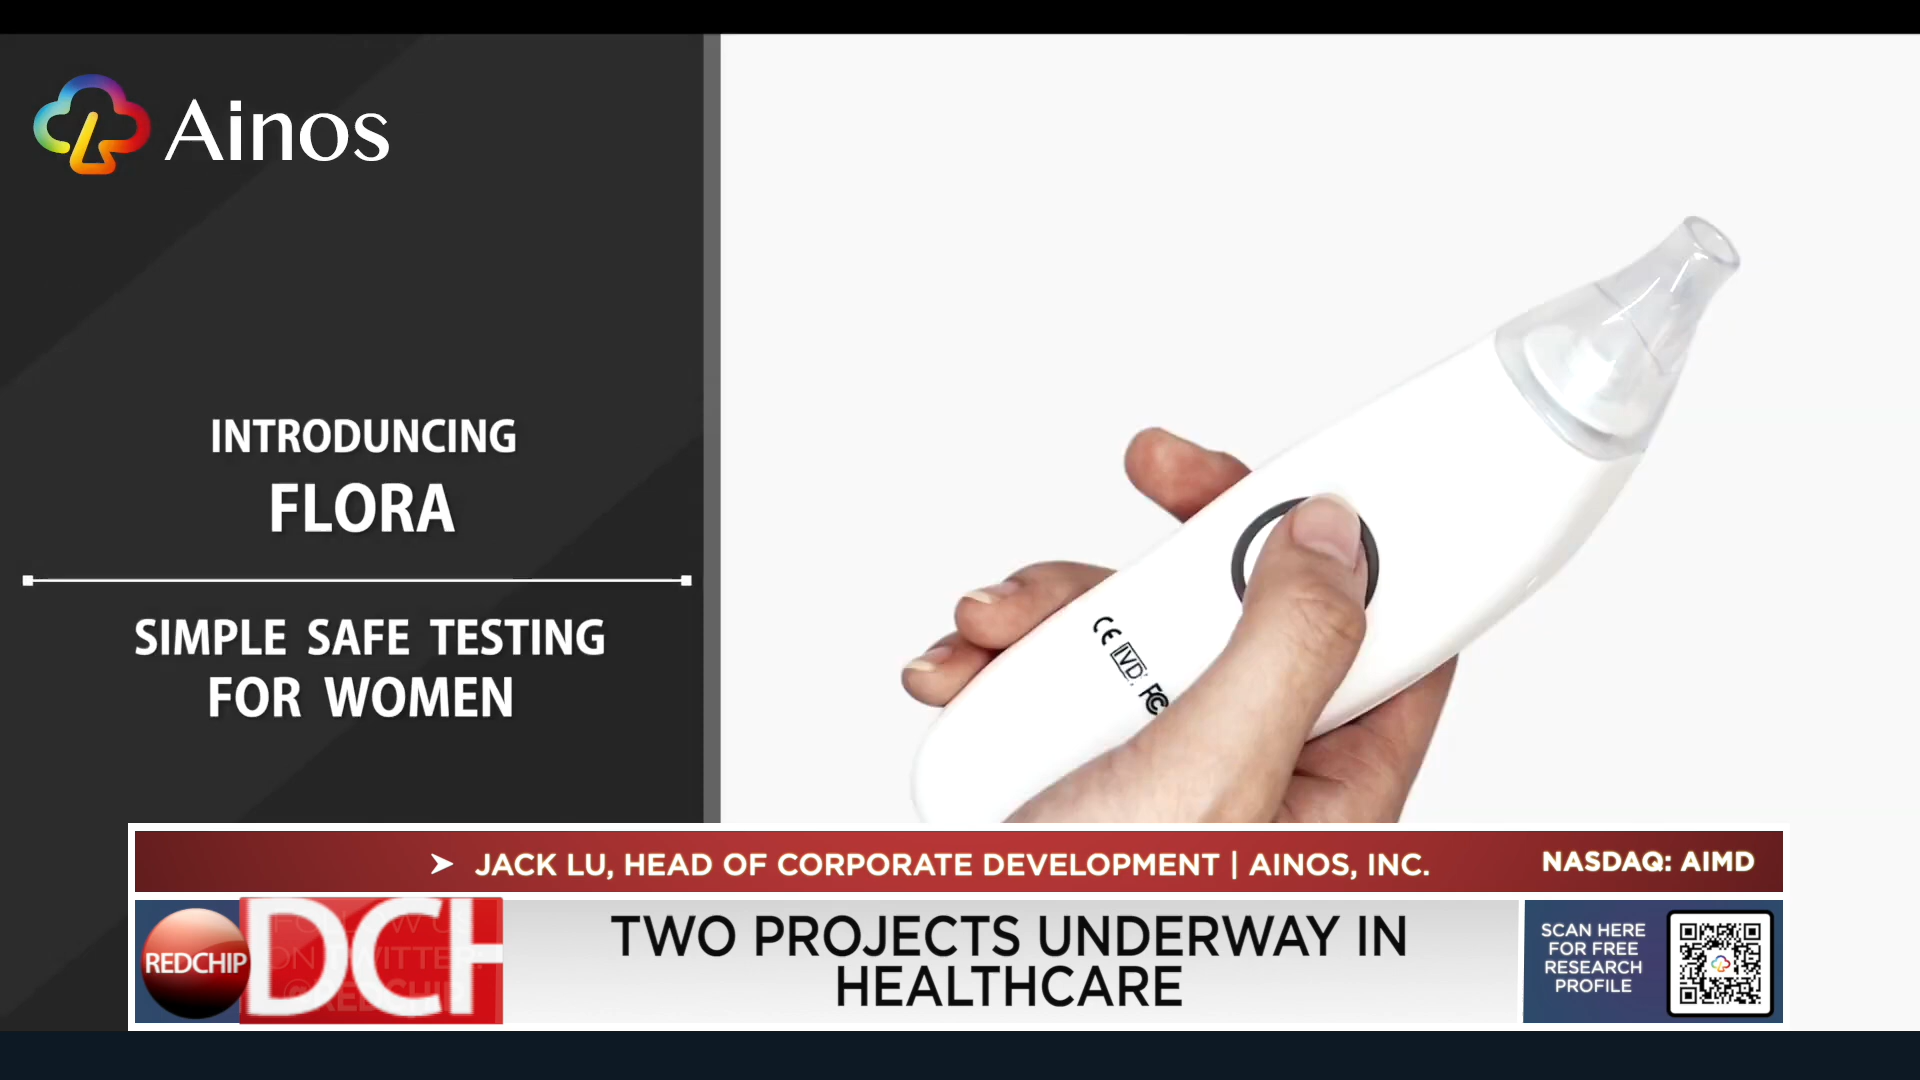 Ainos
INTRODUNCING
FLORA
SIMPLE SAFE TESTING
FOR WOMEN
CE IVD FC
➤ JACK LU, HEAD OF CORPORATE DEVELOPMENT | AINOS, INC.
NASDAQ: AIMD
REDCHIP
TWO PROJECTS UNDERWAY IN
HEALTHCARE
SCAN HERE
FOR FREE
RESEARCH
PROFILE